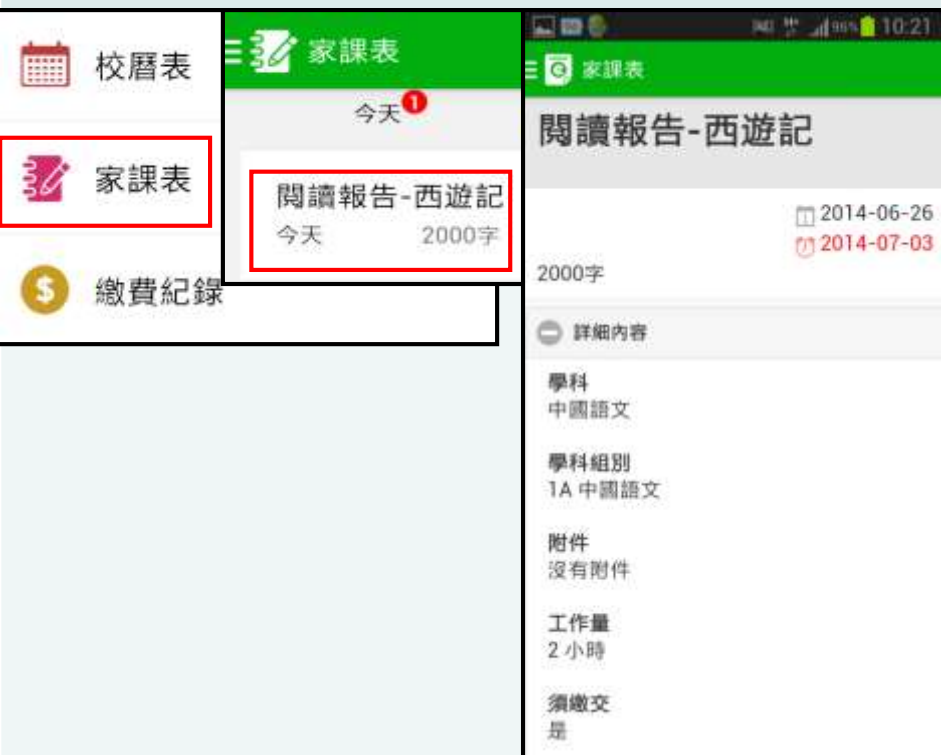 校曆表
家課表
繳費紀錄
家課表
今天
1
閱讀報告-西遊記
今天 2000字
96% 10:21
家課表
閱讀報告-西遊記
2014-06-26
2014-07-03
2000字
詳細內容
學科
中國語文
學科組別
1A 中國語文
附件
沒有附件
工作量
2 小時
須繳交
是